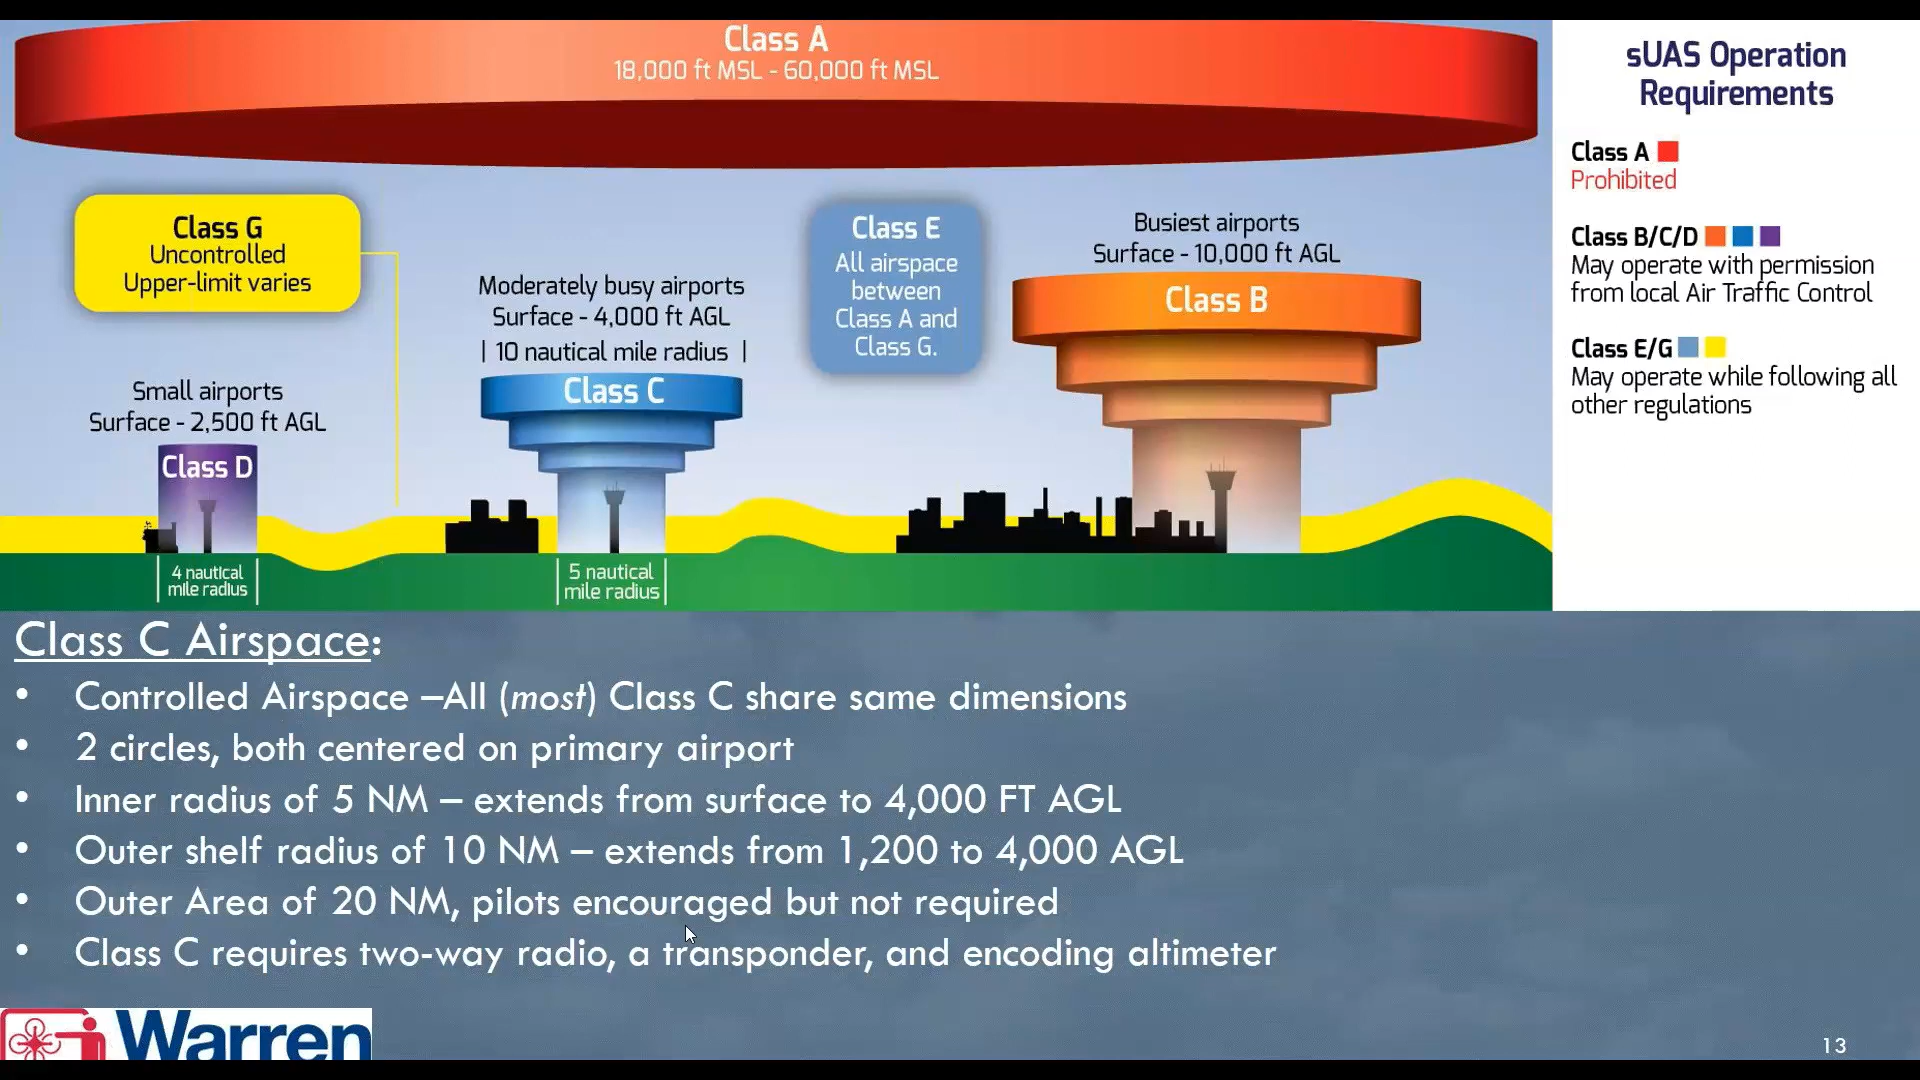 Class A
18,000 ft MSL - 60,000 ft MSL
Class G
Uncontrolled
Upper-limit varies
Small airports
Surface - 2,500 ft AGL
Class D
4 nautical
mile radius
Moderately busy airports
Surface - 4,000 ft AGL
| 10 nautical mile radius |
Class C
5 nautical
mile radius
Class E
All airspace
between
Class A and
Class G.
Busiest airports
Surface - 10,000 ft AGL
Class B
sUAS Operation
Requirements
Class A
Prohibited
Class B/C/D
May operate with permission
from local Air Traffic Control
Class E/G
May operate while following all
other regulations
Class C Airspace:
• Controlled Airspace –All (most) Class C share same dimensions
• 2 circles, both centered on primary airport
• Inner radius of 5 NM – extends from surface to 4,000 FT AGL
• Outer shelf radius of 10 NM – extends from 1,200 to 4,000 AGL
• Outer Area of 20 NM, pilots encouraged but not required
• Class C requires two-way radio, a transponder, and encoding altimeter
Warren
13